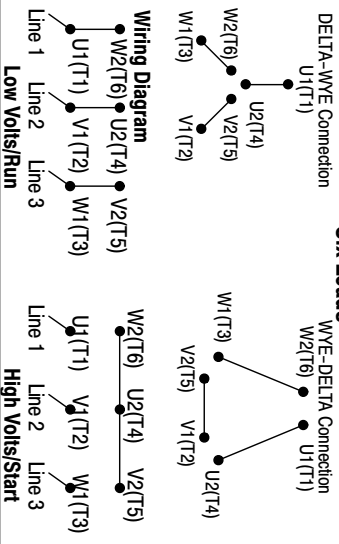 DELTA-WYE Connection
U1(T1)
U2(T4)
W2(T6)
V2(T5)
W1(T3)
V1(T2)
WYE-DELTA Connection
W2(T6) U1(T1)
W1(T3)
U2(T4)
V2(T5) V1(T2)
Wiring Diagram
W2(T6) U2(T4) V2(T5)
U1(T1) V1(T2) W1(T3)
Line 1 Line 2 Line 3
Low Volts/Run
W2(T6) U2(T4) V2(T5)
U1(T1) V1(T2) W1(T3)
Line 1 Line 2 Line 3
High Volts/Start